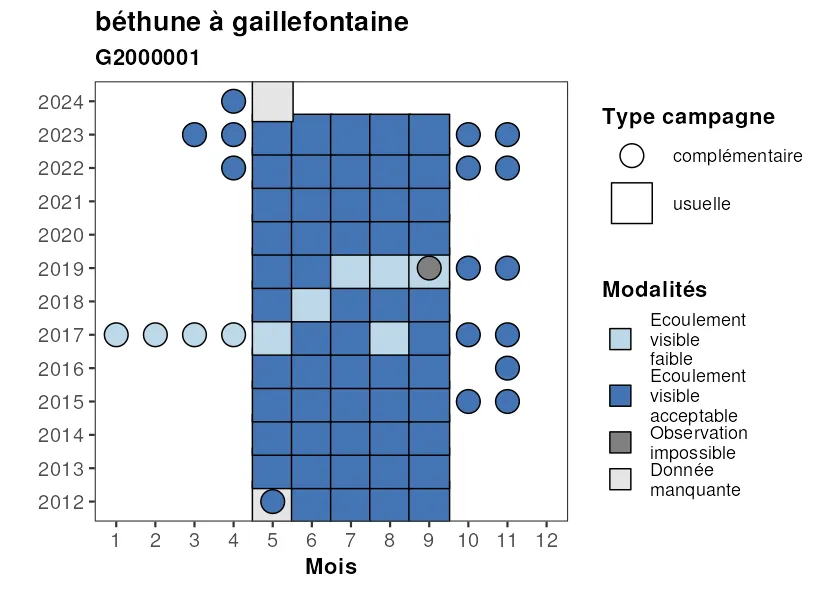 béthune à gaillefontaine
G2000001
2024
2023
2022
2021
2020
2019
2018
2017
2016
2015
2014
2013
2012
1 2 3 4 5 6 7 8 9 10 11 12
Mois
Type campagne
complémentaire
usuelle
Modalités
Ecoulement
visible
faible
Ecoulement
visible
acceptable
Observation
impossible
Donnée
manquante